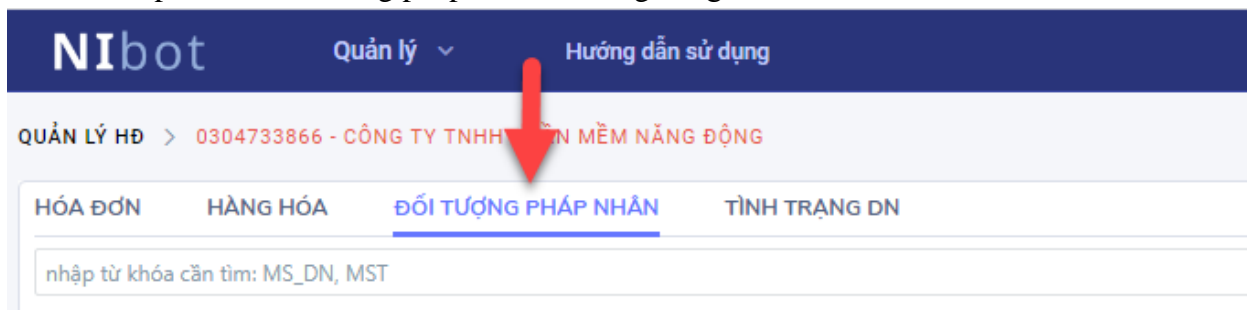 NIbot Quản lý Hướng dẫn sử dụng
QUẢN LÝ HĐ > 0304733866 - CÔNG TY TNHH MỀM NĂNG ĐỘNG
HÓA ĐƠN HÀNG HÓA ĐỐI TƯỢNG PHÁP NHÂN TÌNH TRẠNG DN
nhập từ khóa cần tìm: MS_DN, MST